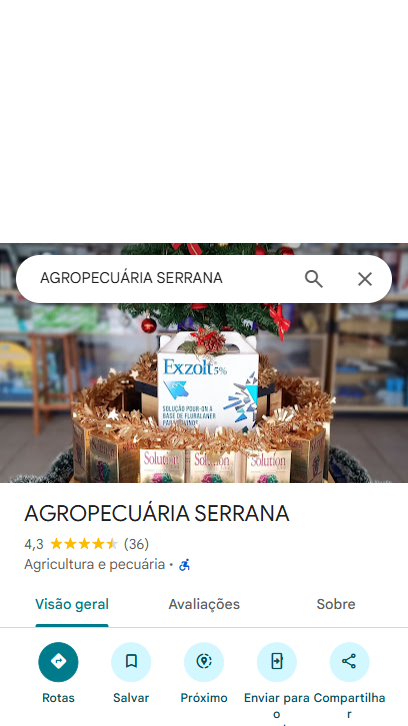 AGROPECUÁRIA SERRANA
Exzolt 5%
SOLUÇÃO POUR-ON À
BASE DE FLURALANER
PARA BOVINOS
Solution
Solution
Solution
AGROPECUÁRIA SERRANA
4,3 (36)
Agricultura e pecuária •
Visão geral Avaliações Sobre
Rotas Salvar Próximo Enviar para Compartilha
o r